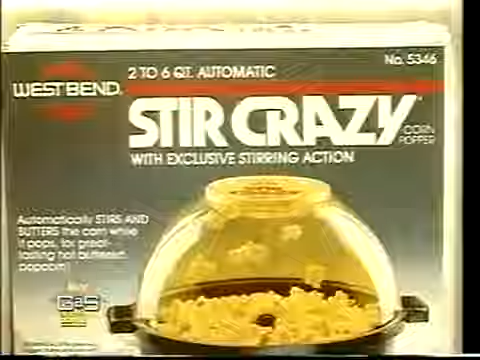 No. 5346
2 TO 6 QT. AUTOMATIC
WEST BEND
STIR CRAZY
CORN
POPPER
WITH EXCLUSIVE STIRRING ACTION
Automatically STIRS AND
BUTTERS the corn while
it pops, for great-
tasting hot buttered
popcorn!